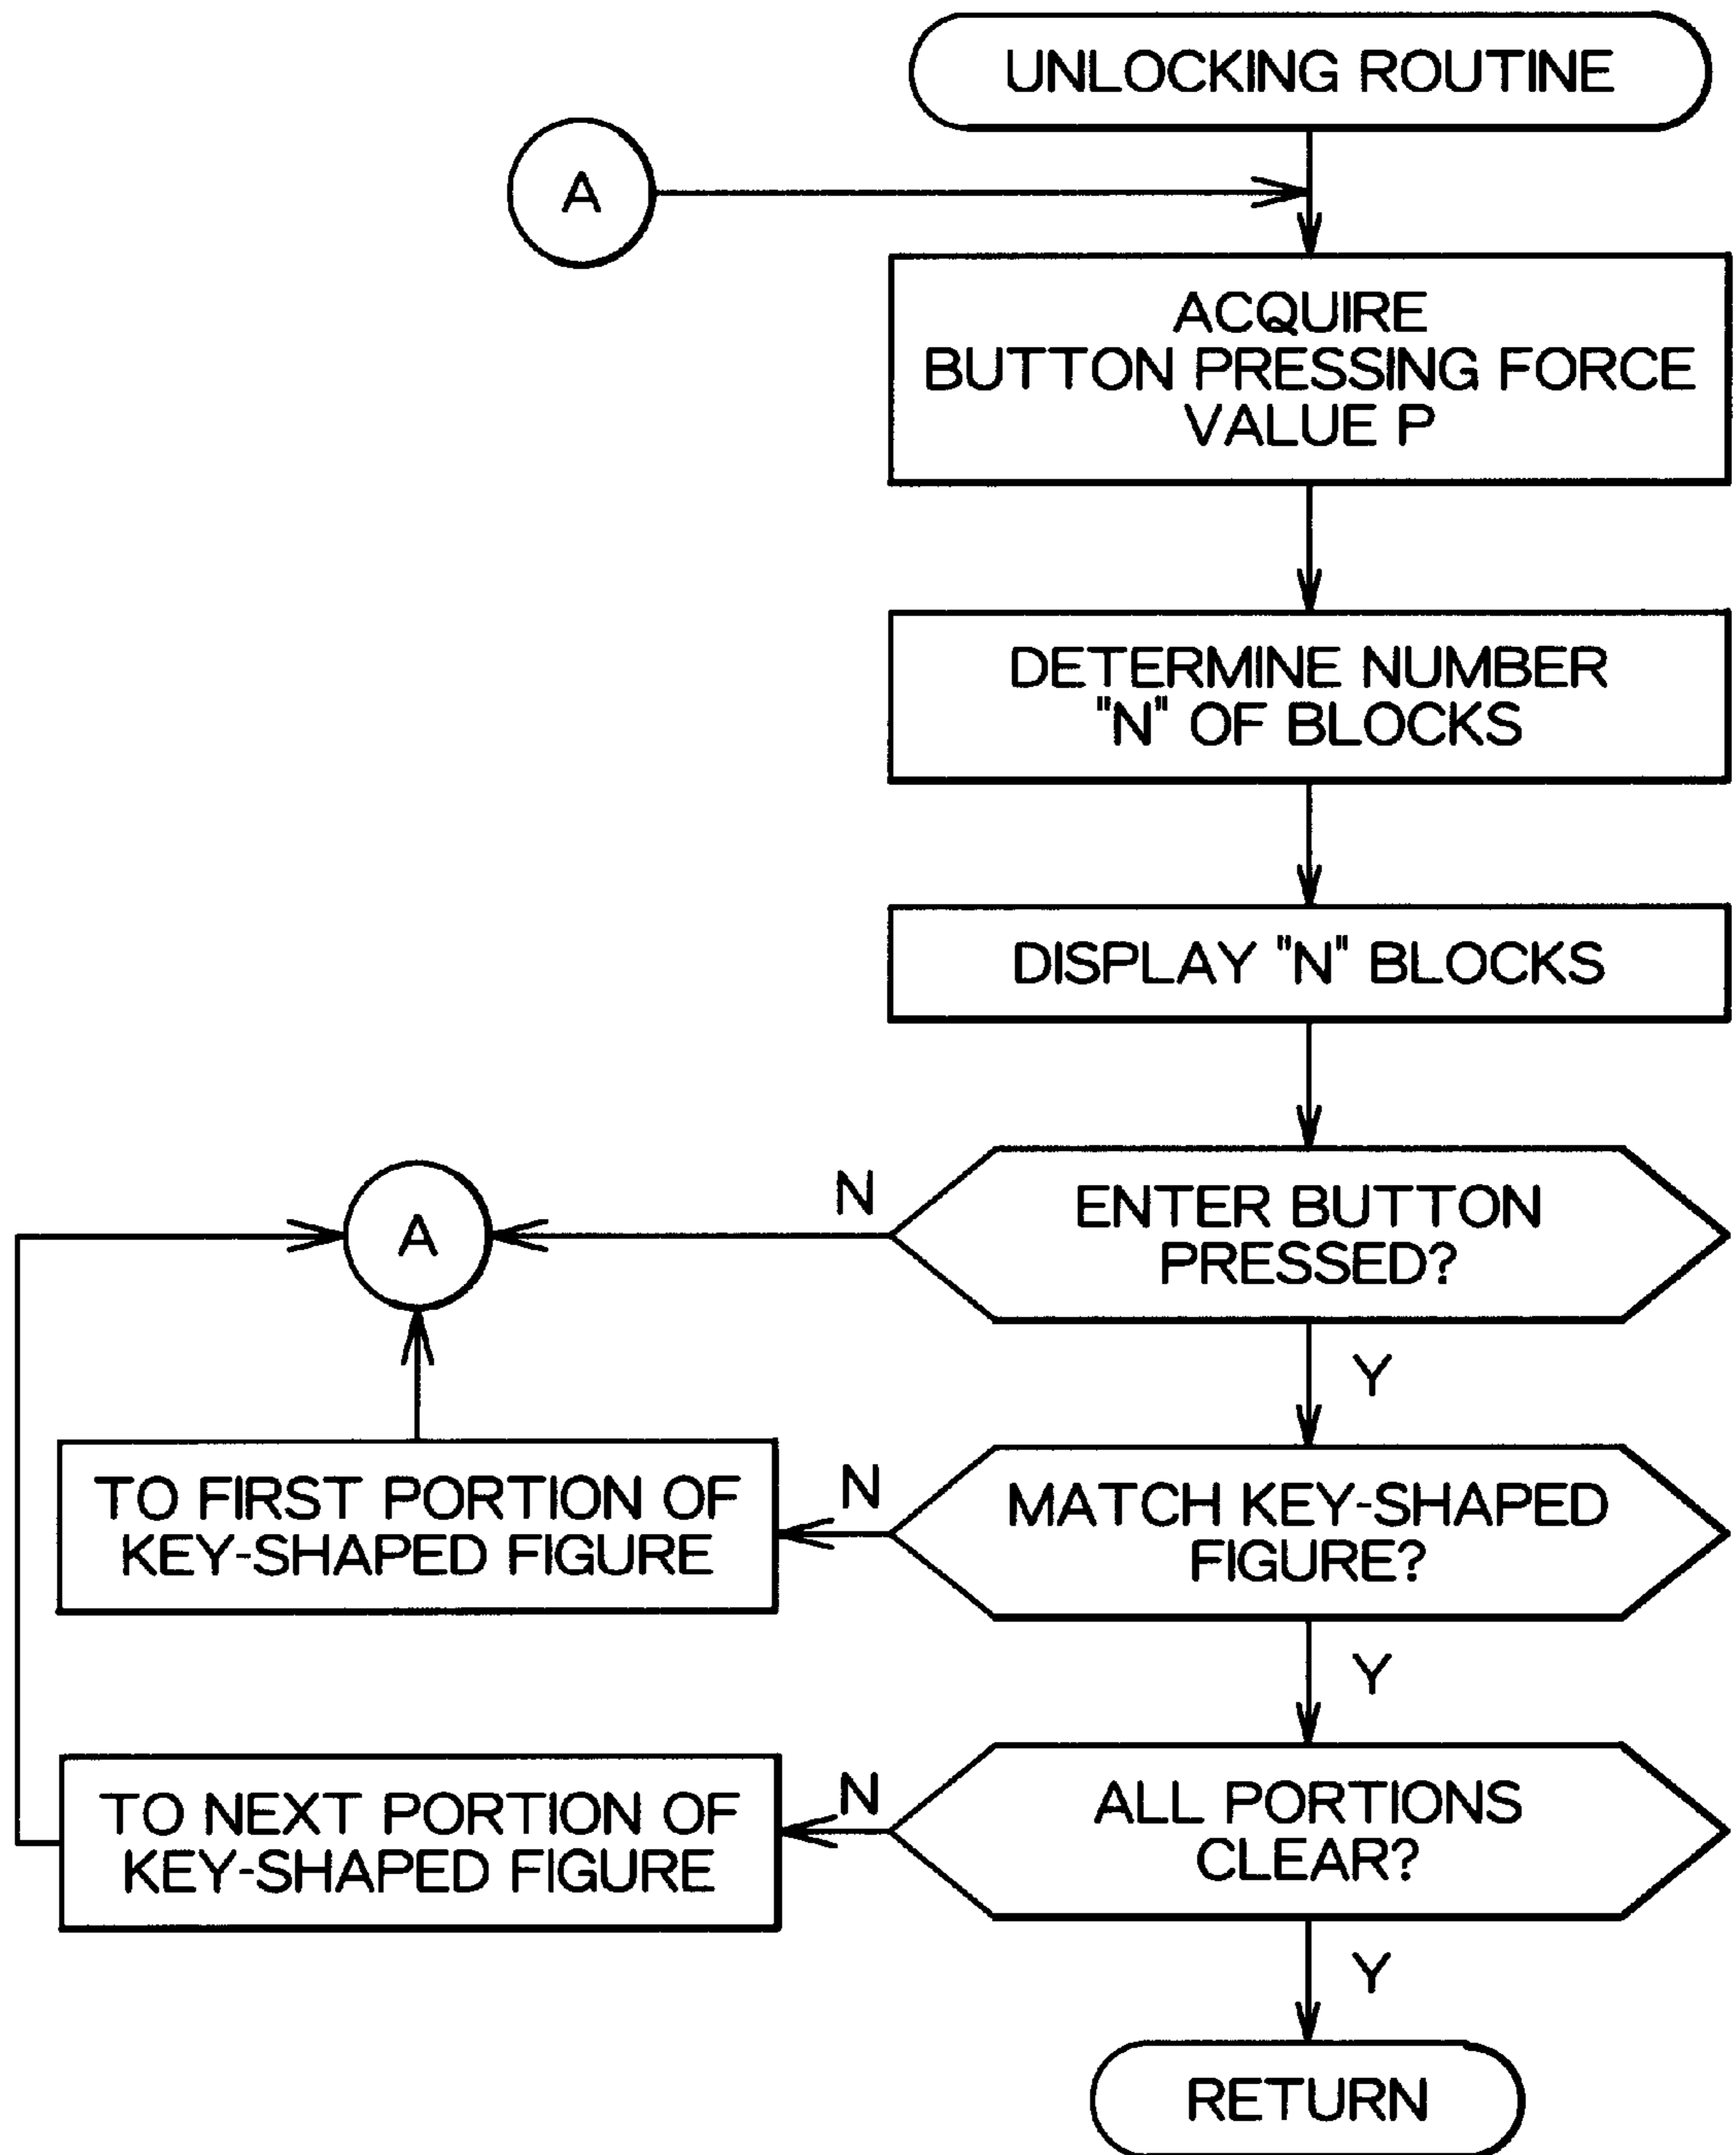 UNLOCKING ROUTINE
A
ACQUIRE
BUTTON PRESSING FORCE
VALUE P
DETERMINE NUMBER
"N" OF BLOCKS
DISPLAY "N" BLOCKS
A
N
ENTER BUTTON
PRESSED?
Y
TO FIRST PORTION OF
KEY-SHAPED FIGURE
N
MATCH KEY-SHAPED
FIGURE?
Y
TO NEXT PORTION OF
KEY-SHAPED FIGURE
N
ALL PORTIONS
CLEAR?
Y
RETURN